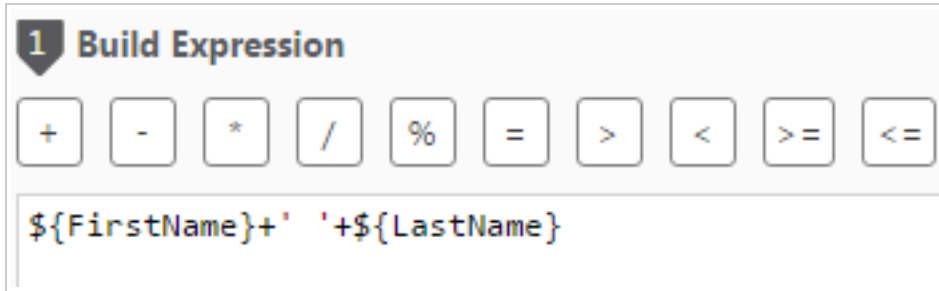 1 Build Expression
+ - * / % = > < >= <=
${FirstName}+' '+${LastName}